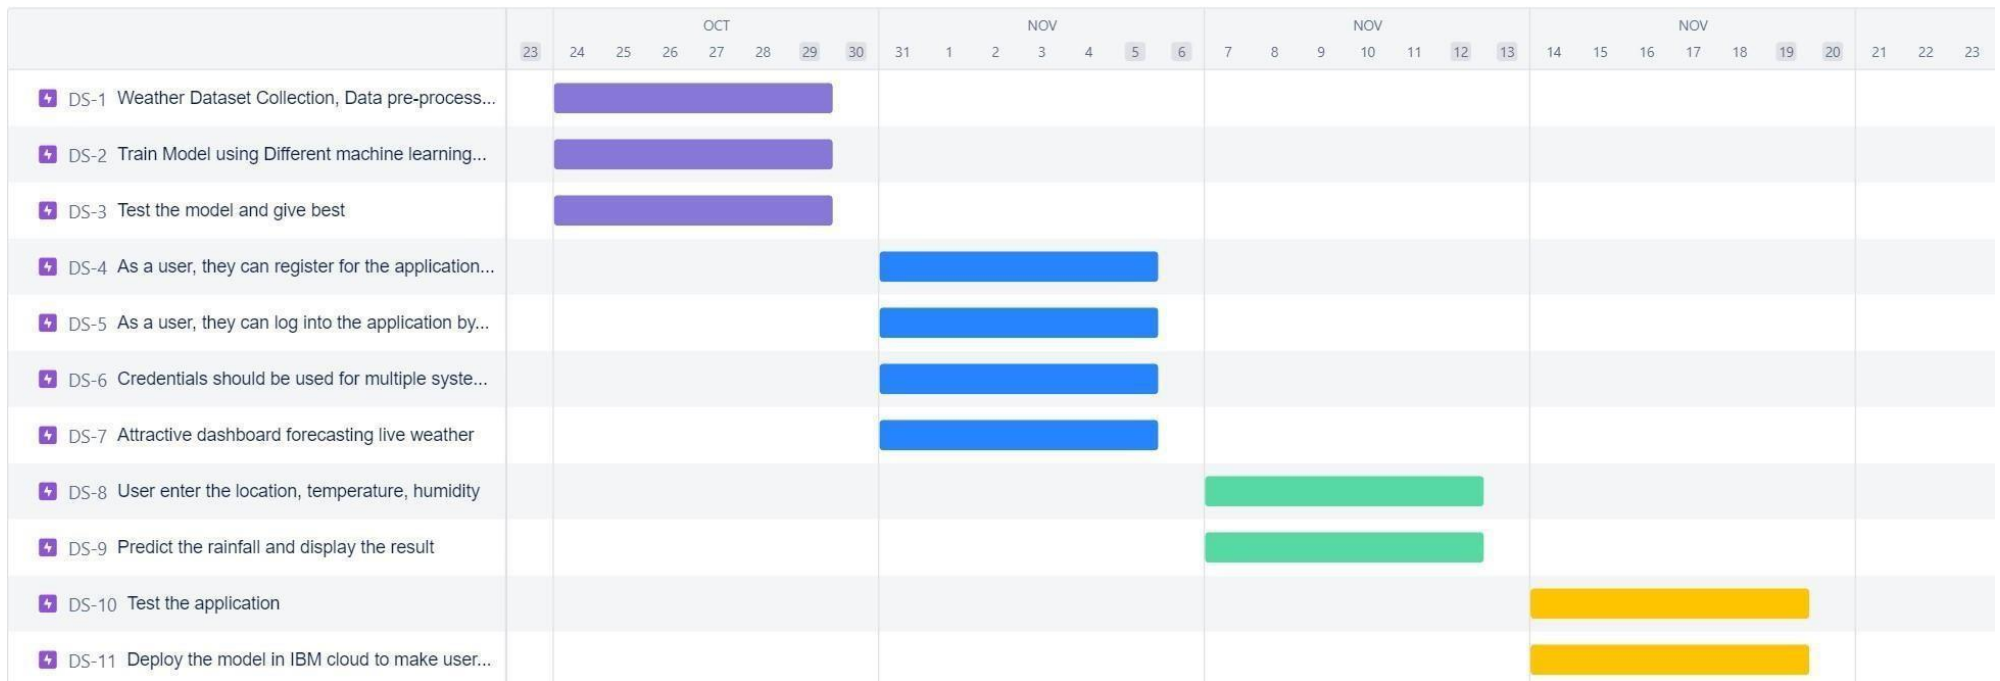 OCT NOV NOV NOV
23 24 25 26 27 28 29 30 31 1 2 3 4 5 6 7 8 9 10 11 12 13 14 15 16 17 18 19 20 21 22 23
DS-1 Weather Dataset Collection, Data pre-process...
DS-2 Train Model using Different machine learning...
DS-3 Test the model and give best
DS-4 As a user, they can register for the application...
DS-5 As a user, they can log into the application by...
DS-6 Credentials should be used for multiple syste...
DS-7 Attractive dashboard forecasting live weather
DS-8 User enter the location, temperature, humidity
DS-9 Predict the rainfall and display the result
DS-10 Test the application
DS-11 Deploy the model in IBM cloud to make user...